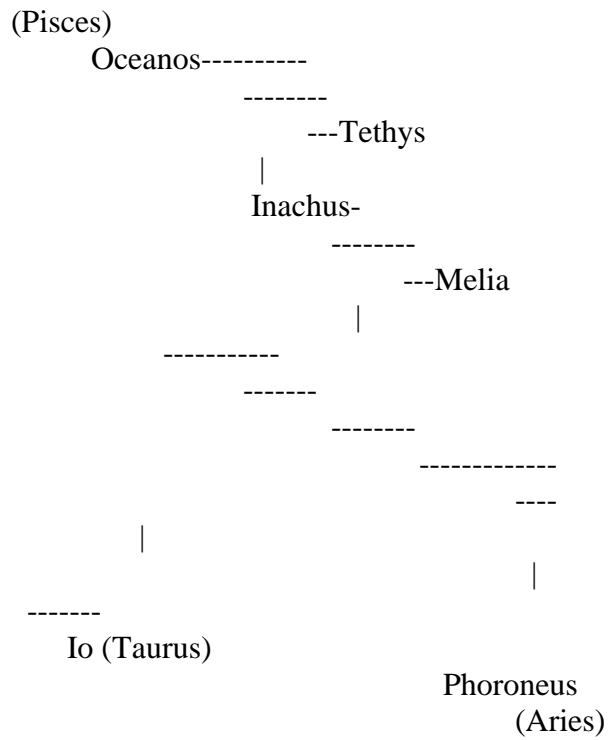 (Pisces)
Oceanos----------
--------
---Tethys
|
Inachus-
--------
---Melia
|
-----------
-------
--------
-------------
----
|
|
-------
Io (Taurus)
Phoroneus
(Aries)